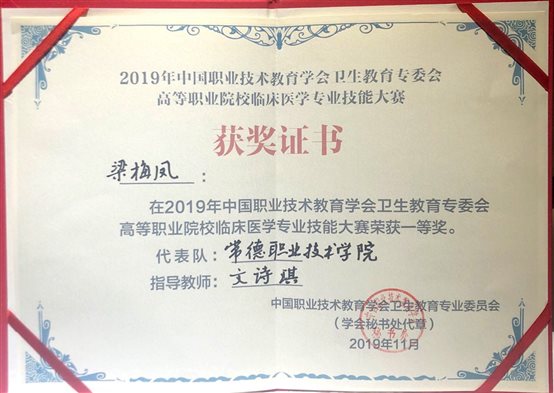 2019年中国职业技术教育学会卫生教育专委会
高等职业院校临床医学专业技能大赛
获奖证书
梁梅凤：
在2019年中国职业技术教育学会卫生教育专委会
高等职业院校临床医学专业技能大赛荣获一等奖。
代表队：常德职业技术学院
指导教师：文诗琪
中国职业技术教育学会卫生教育专业委员会
（学会秘书处代章）
2019年11月
秘书处